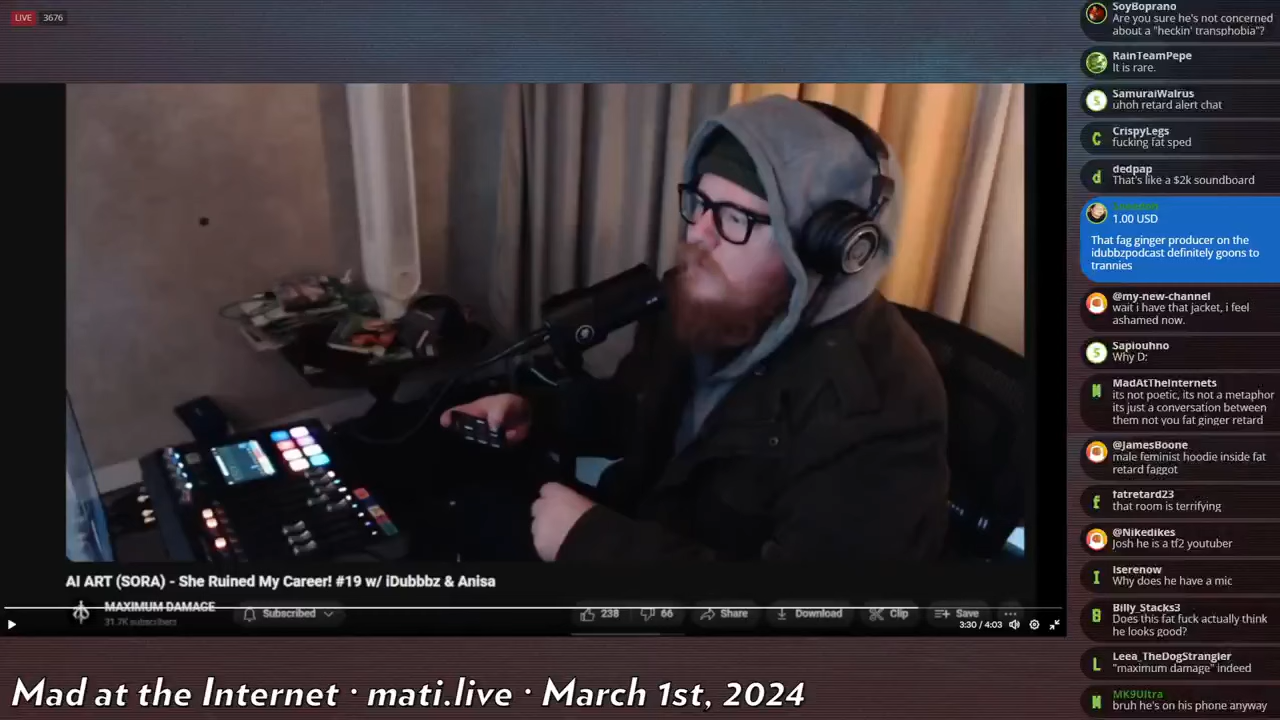 LIVE 3676
AI ART (SORA) - She Ruined My Career! #19 w/ iDubbbz & Anisa
MAXIMUM DAMAGE
31.7K subscribers
Subscribed
238
66
Share
Download
Clip
Save
3:30 / 4:03
Mad at the Internet · mati.live · March 1st, 2024
SoyBoprano
Are you sure he's not concerned
about a "heckin' transphobia"?
RainTeamPepe
It is rare.
SamuraiWalrus
uhoh retard alert chat
CrispyLegs
fucking fat sped
dedpap
That's like a $2k soundboard
1.00 USD
That fag ginger producer on the
idubbzpodcast definitely goons to
trannies
@my-new-channel
wait i have that jacket, i feel
ashamed now.
Sapiouhno
Why D:
MadAtTheInternets
its not poetic, its not a metaphor
its just a conversation between
them not you fat ginger retard
@JamesBoone
male feminist hoodie inside fat
retard faggot
fatretard23
that room is terrifying
@Nikedikes
Josh he is a tf2 youtuber
Iserenow
Why does he have a mic
Billy_Stacks3
Does this fat fuck actually think
he looks good?
Leea_TheDogStrangler
"maximum damage" indeed
MK9Ultra
bruh he's on his phone anyway